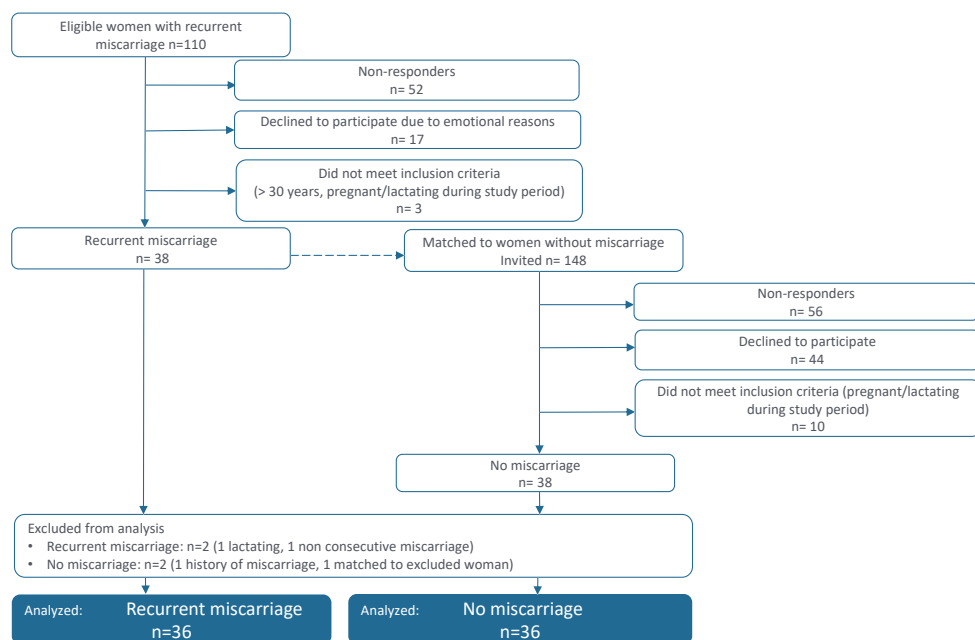 Eligible women with recurrent
miscarriage n=110
Non-responders
n= 52
Declined to participate due to emotional reasons
n= 17
Did not meet inclusion criteria
(> 30 years, pregnant/lactating during study period)
n= 3
Recurrent miscarriage
n= 38
Matched to women without miscarriage
Invited n= 148
Non-responders
n= 56
Declined to participate
n= 44
Did not meet inclusion criteria (pregnant/lactating
during study period)
n= 10
No miscarriage
n= 38
Excluded from analysis
• Recurrent miscarriage: n=2 (1 lactating, 1 non consecutive miscarriage)
• No miscarriage: n=2 (1 history of miscarriage, 1 matched to excluded woman)
Analyzed: Recurrent miscarriage
n=36
Analyzed: No miscarriage
n=36